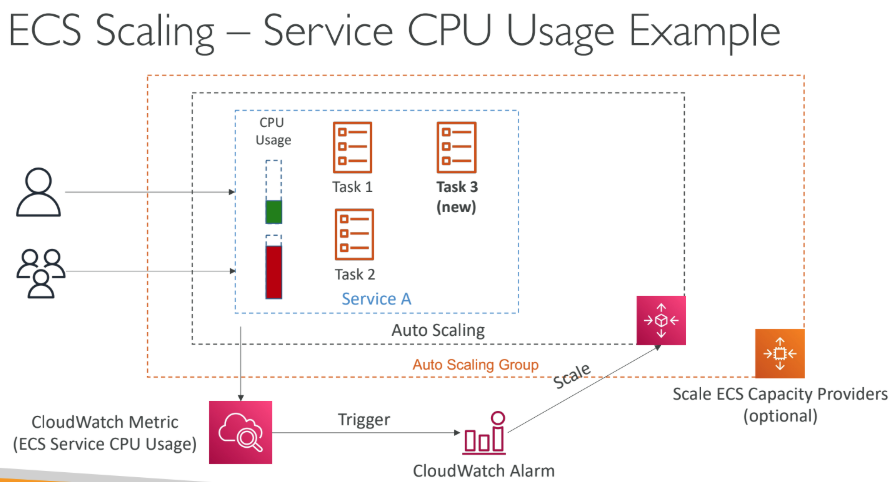 ECS Scaling – Service CPU Usage Example
CPU
Usage
Task 1
Task 3
(new)
Task 2
Service A
Auto Scaling
Auto Scaling Group
Scale
Scale ECS Capacity Providers
(optional)
CloudWatch Metric
(ECS Service CPU Usage)
Trigger
CloudWatch Alarm